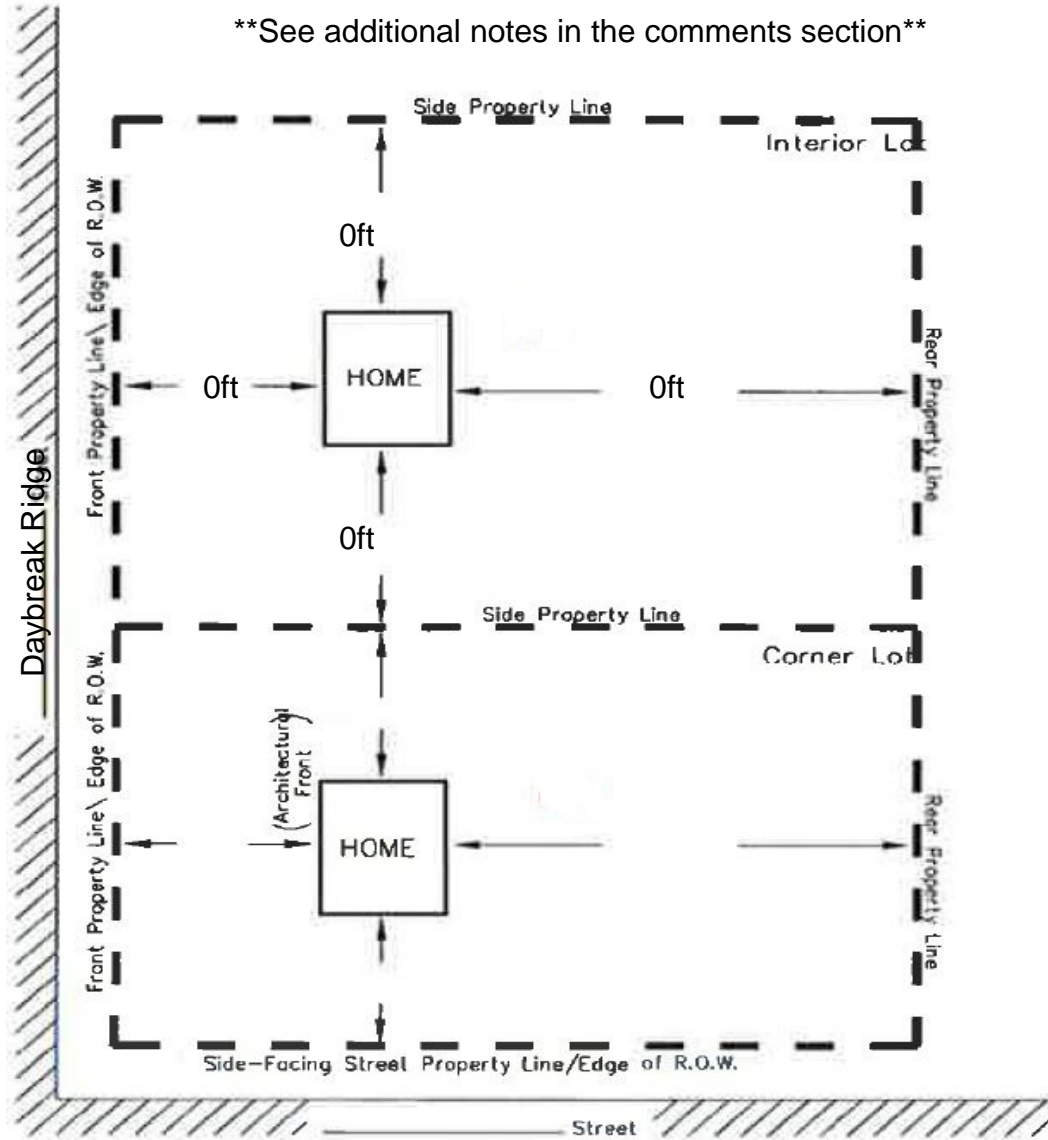 **See additional notes in the comments section**
Side Property Line
Interior Lot
Front Property Line\ Edge of R.O.W.
0ft
HOME
0ft
0ft
Rear Property Line
0ft
Daybreak Ridge
Side Property Line
Corner Lot
Front Property Line\ Edge of R.O.W.
(Architectural
Front )
HOME
Rear Property Line
Side-Facing Street Property Line/Edge of R.O.W.
Street